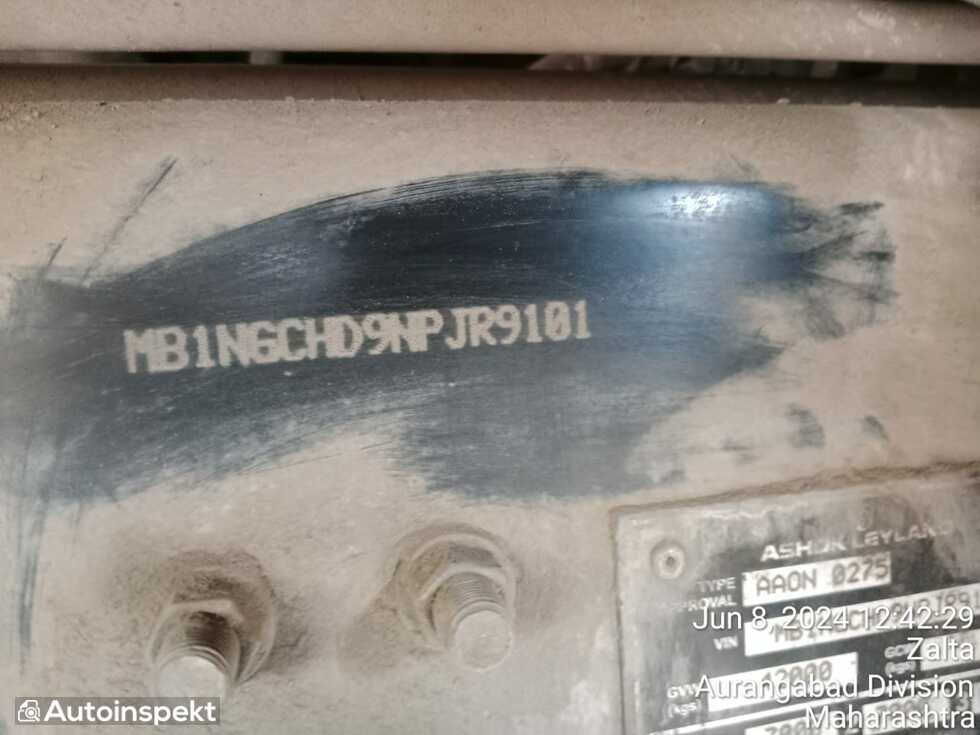 MB1NGCHD9NPJR9101
ASHOK LEYLAND
TYPE APPROVAL AAON 0275
Jun 8, 2024 12:42:29
VIN
Zalta
GVW (kgs) 12000
Aurangabad Division
Maharashtra
Autoinspekt